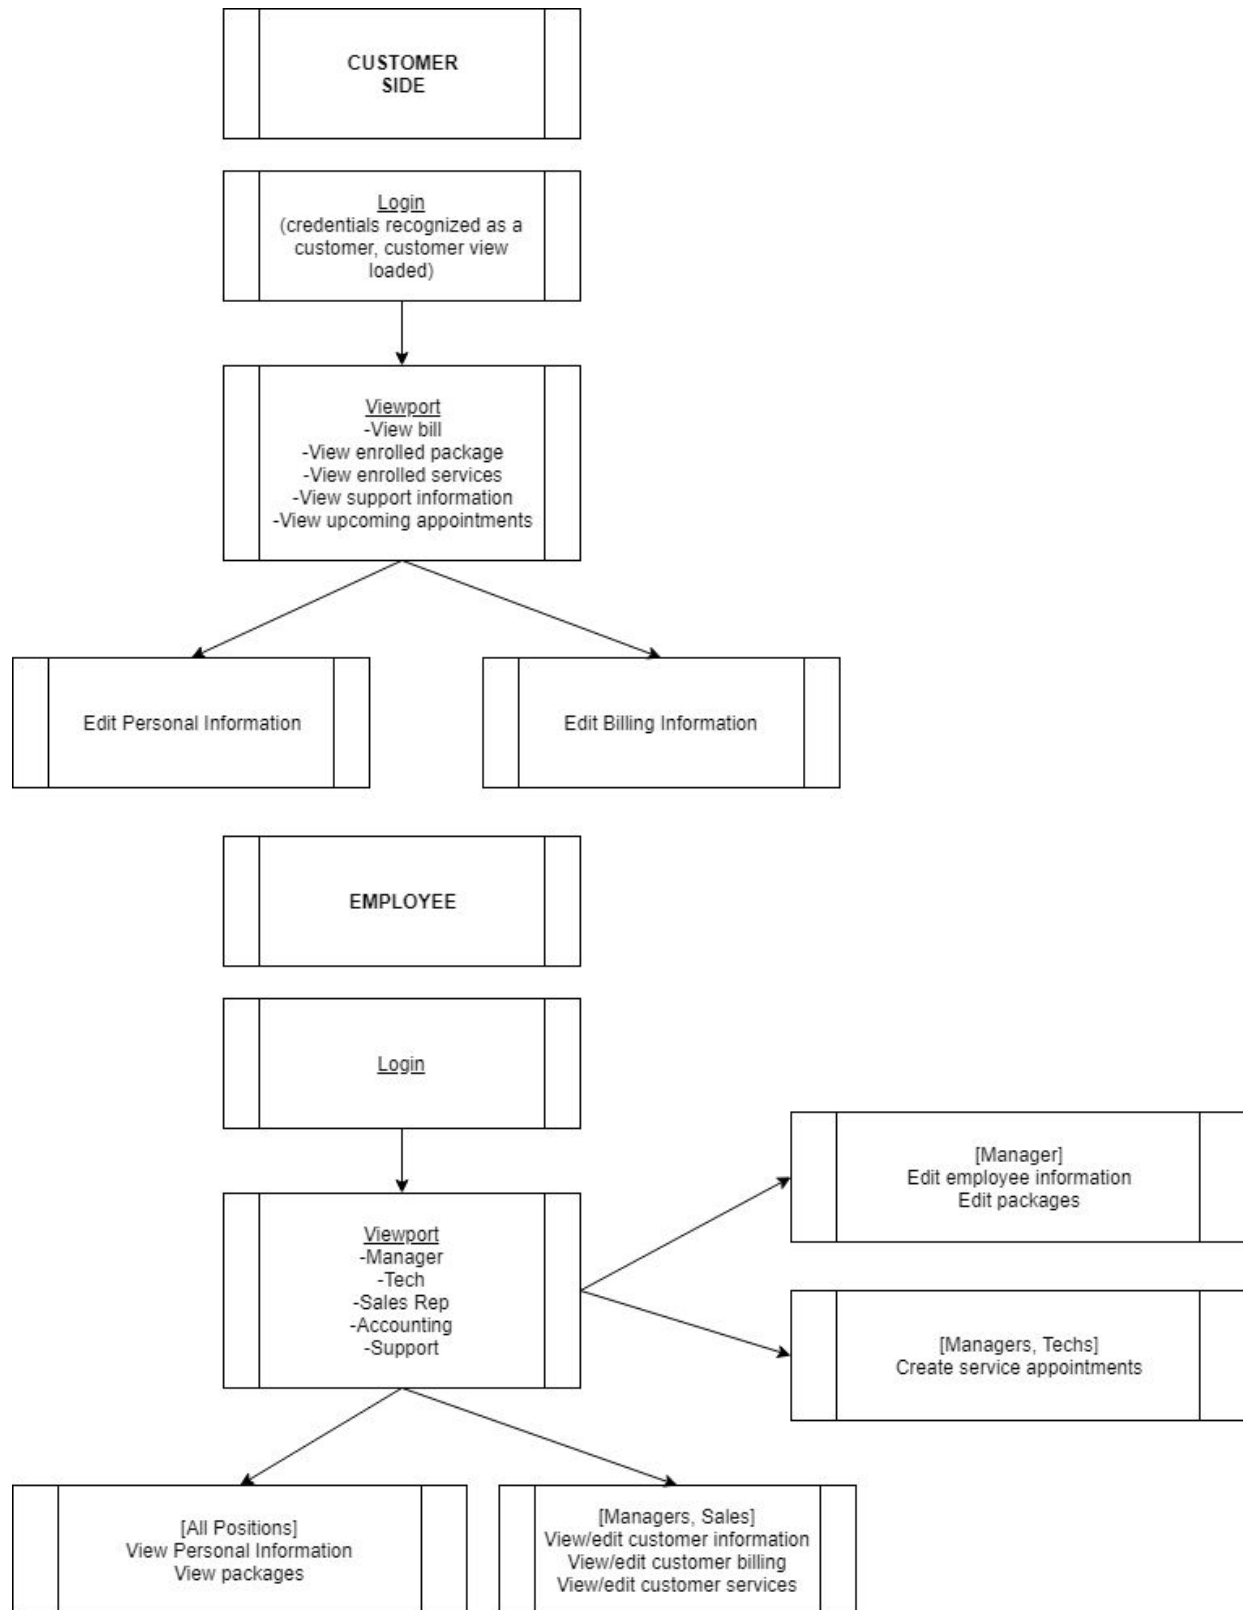 CUSTOMER
SIDE
Login
(credentials recognized as a
customer, customer view
loaded)
Viewport
-View bill
-View enrolled package
-View enrolled services
-View support information
-View upcoming appointments
Edit Personal Information
Edit Billing Information
EMPLOYEE
Login
Viewport
-Manager
-Tech
-Sales Rep
-Accounting
-Support
[Manager]
Edit employee information
Edit packages
[Managers, Techs]
Create service appointments
[All Positions]
View Personal Information
View packages
[Managers, Sales]
View/edit customer information
View/edit customer billing
View/edit customer services